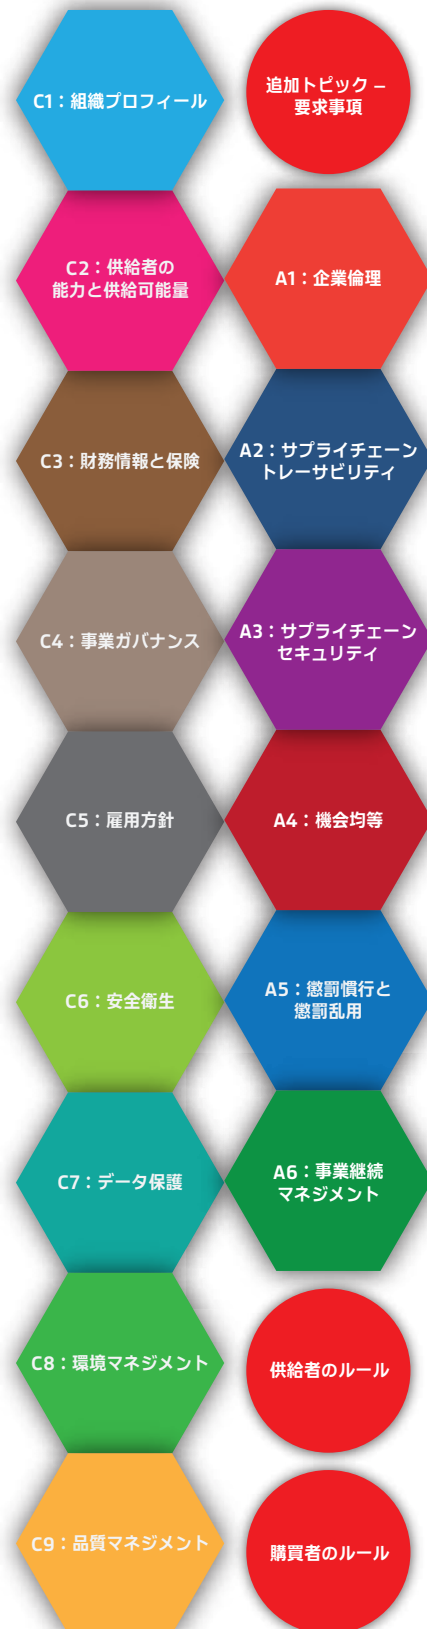 C1：組織プロフィール
C2：供給者の
能力と供給可能量
C3：財務情報と保険
C4：事業ガバナンス
C5：雇用方針
C6：安全衛生
C7：データ保護
C8：環境マネジメント
C9：品質マネジメント
追加トピック –
要求事項
A1：企業倫理
A2：サプライチェーン
トレーサビリティ
A3：サプライチェーン
セキュリティ
A4：機会均等
A5：懲罰慣行と
懲罰乱用
A6：事業継続
マネジメント
供給者のルール
購買者のルール